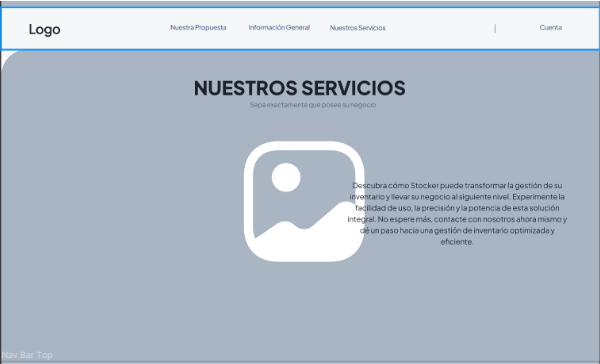 Logo
Nuestra Propuesta
Información General
Nuestros Servicios
|
Cuenta
NUESTROS SERVICIOS
Sepa exactamente que posee su negocio
Descubra cómo Stocker puede transformar la gestión de su
inventario y llevar su negocio al siguiente nivel. Experimente la
facilidad de uso, la precisión y la potencia de esta solución
integral. No espere más, contacte con nosotros ahora mismo y
dé un paso hacia una gestión de inventario optimizada y
eficiente.
Nav Bar Top